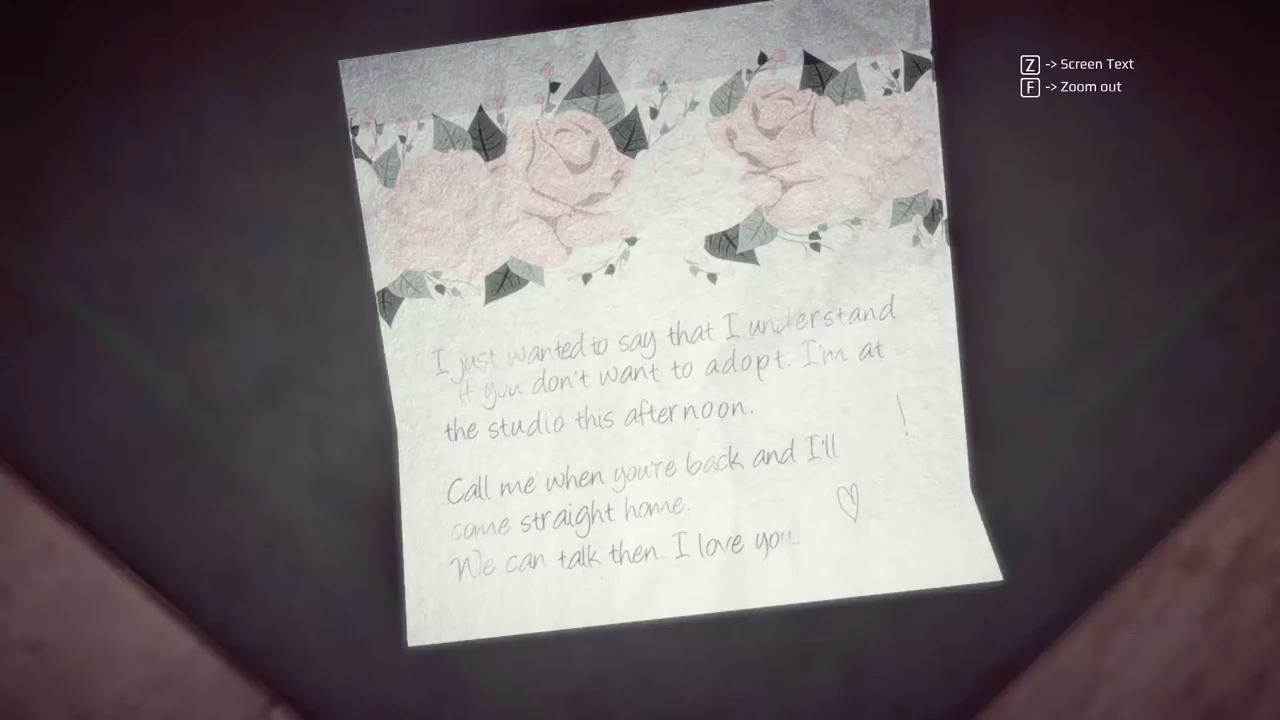 Z -> Screen Text
F -> Zoom out
I just wanted to say that I understand
if you don't want to adopt. I'm at
the studio this afternoon.
Call me when you're back and I'll
come straight home.
We can talk then. I love you..